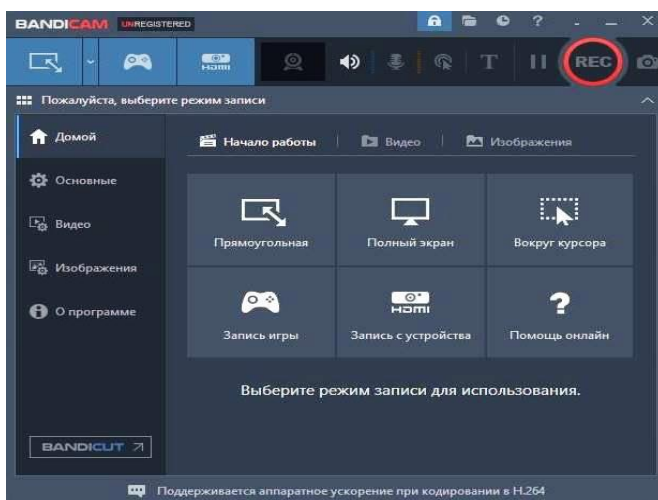 BANDICAM UNREGISTERED
HDMI
T
REC
Пожалуйста, выберите режим записи
Домой
Основные
Видео
Изображения
О программе
BANDICUT
Начало работы
Видео
Изображения
Прямоугольная
Полный экран
Вокруг курсора
HDMI
Запись игры
Запись с устройства
Помощь онлайн
Выберите режим записи для использования.
Поддерживается аппаратное ускорение при кодировании в H.264